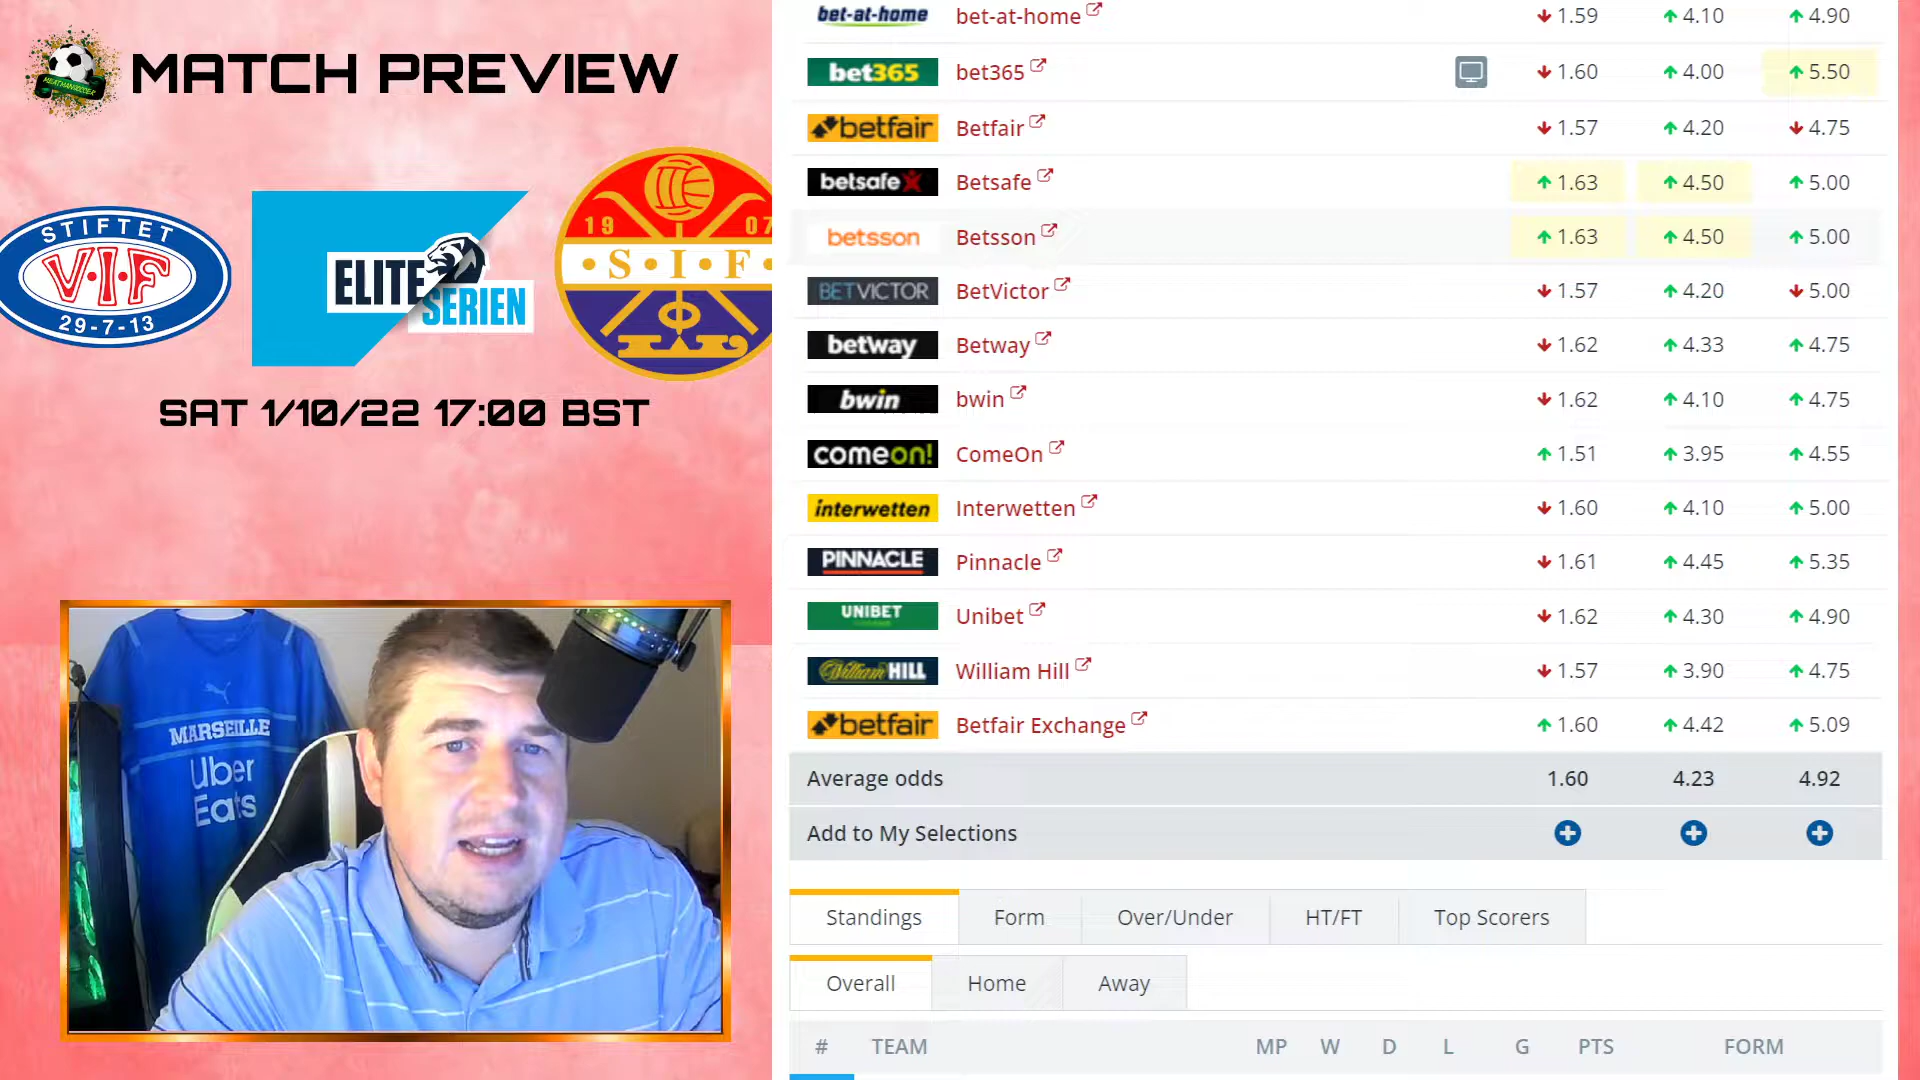 MEATMANSOCCER
MATCH PREVIEW
STIFTET
V·I·F
29-7-13
ELITE
SERIEN
19 07
·S·I·F·
SAT 1/10/22 17:00 BST
MARSEILLE
Uber
Eats
bet-at-home bet-at-home 1.59 4.10 4.90
bet365 bet365 1.60 4.00 5.50
betfair Betfair 1.57 4.20 4.75
betsafe Betsafe 1.63 4.50 5.00
betsson Betsson 1.63 4.50 5.00
BETVICTOR BetVictor 1.57 4.20 5.00
betway Betway 1.62 4.33 4.75
bwin bwin 1.62 4.10 4.75
comeon! ComeOn 1.51 3.95 4.55
interwetten Interwetten 1.60 4.10 5.00
PINNACLE Pinnacle 1.61 4.45 5.35
UNIBET Unibet 1.62 4.30 4.90
William HILL William Hill 1.57 3.90 4.75
betfair Betfair Exchange 1.60 4.42 5.09
Average odds 1.60 4.23 4.92
Add to My Selections
Standings Form Over/Under HT/FT Top Scorers
Overall Home Away
# TEAM MP W D L G PTS FORM